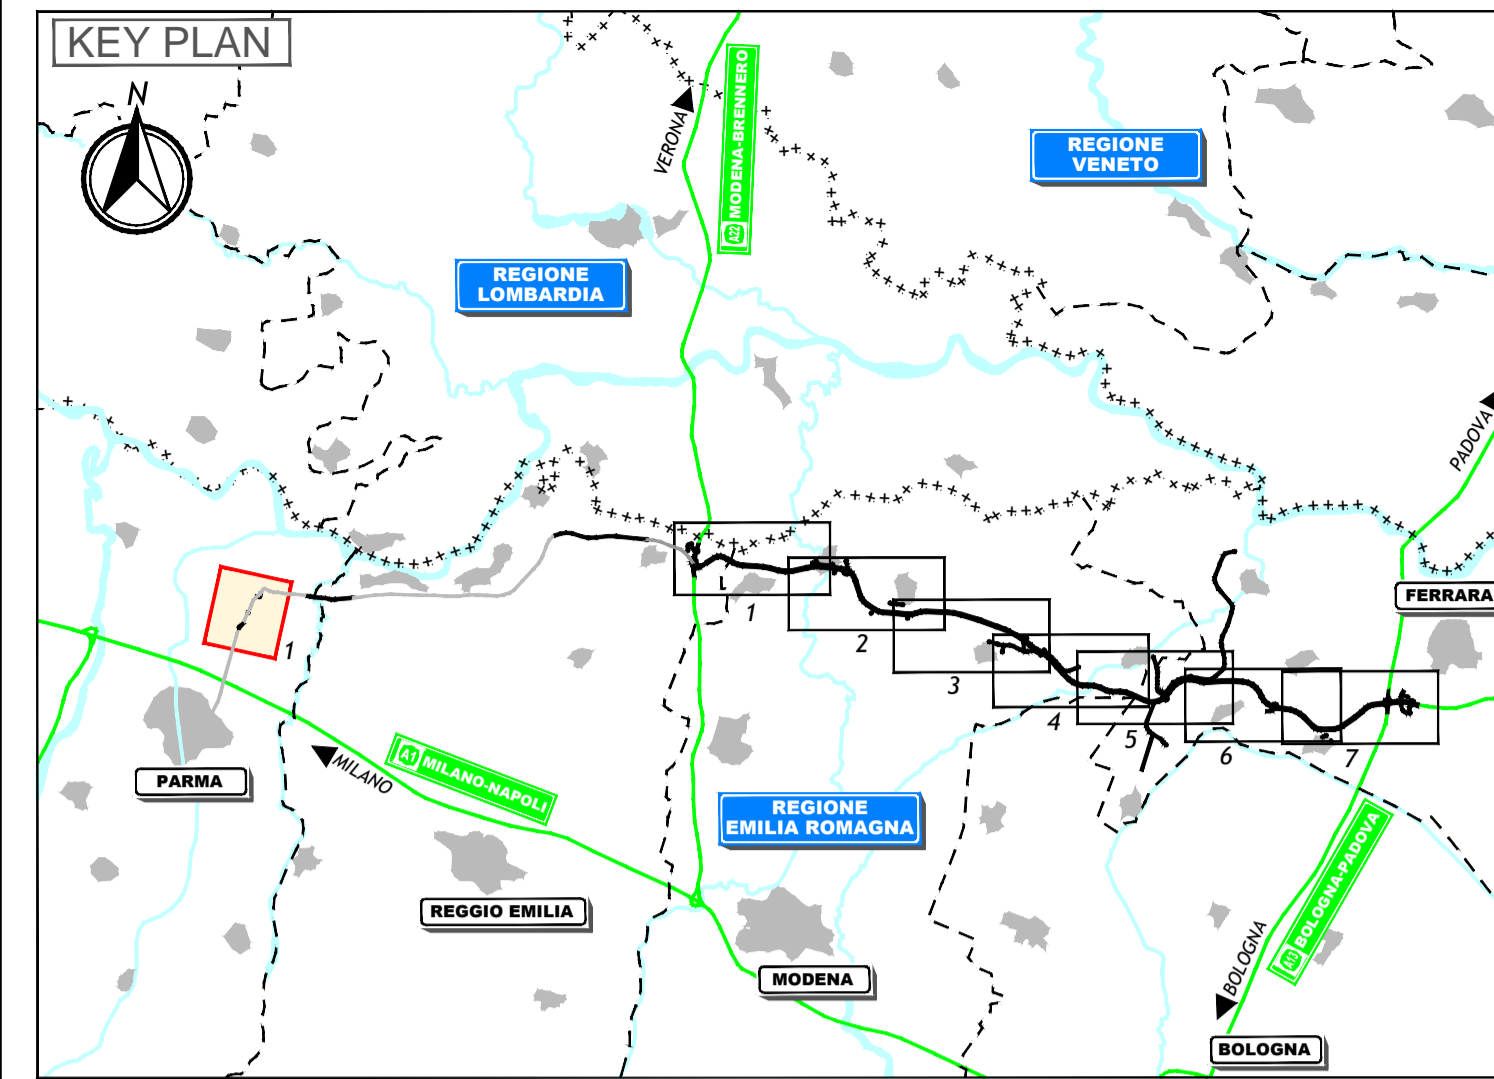 KEY PLAN
N
VERONA
A22 MODENA-BRENNERO
REGIONE
VENETO
REGIONE
LOMBARDIA
PADOVA
FERRARA
1
1
2
3
4
5
6
7
PARMA
MILANO
A1 MILANO-NAPOLI
REGIONE
EMILIA ROMAGNA
A13 BOLOGNA-PADOVA
REGGIO EMILIA
MODENA
BOLOGNA
BOLOGNA